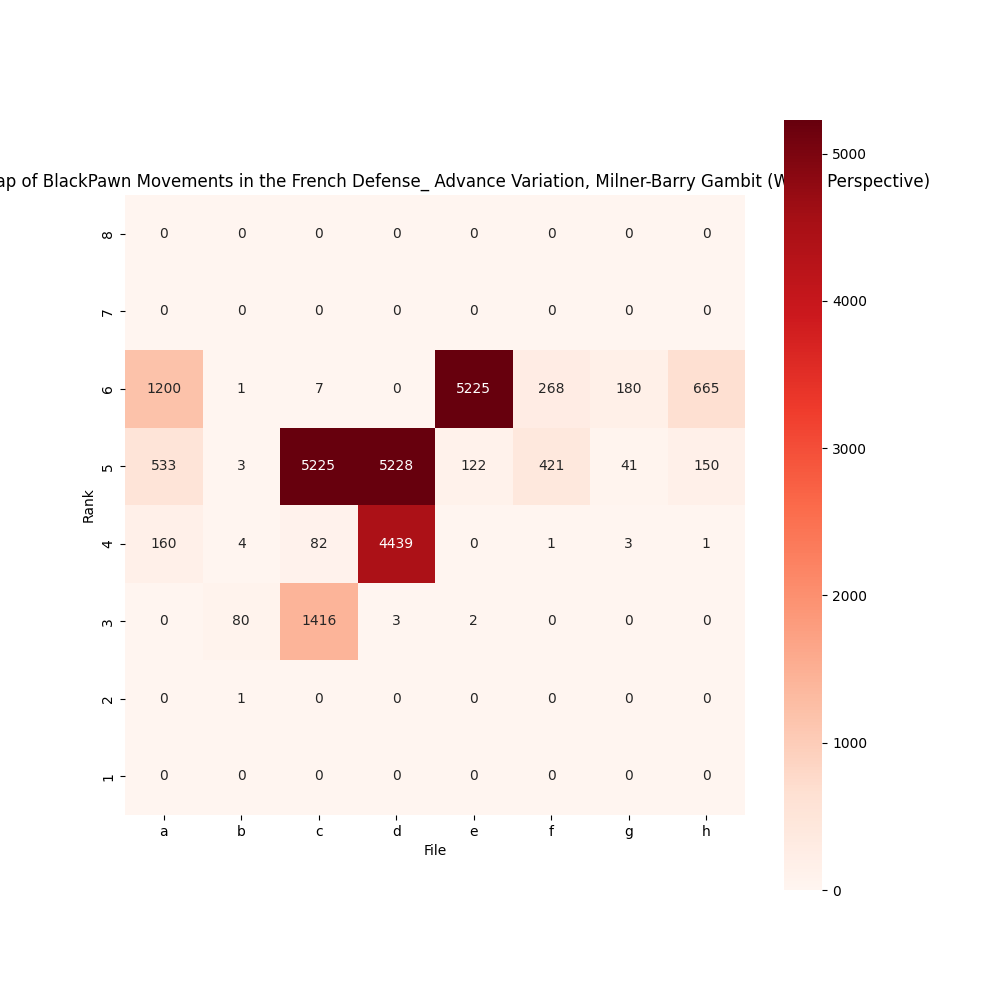 ap of BlackPawn Movements in the French Defense_ Advance Variation, Milner-Barry Gambit (W Perspective)
8 0 0 0 0 0 0 0 0
7 0 0 0 0 0 0 0 0
6 1200 1 7 0 5225 268 180 665
5 533 3 5225 5228 122 421 41 150
4 160 4 82 4439 0 1 3 1
3 0 80 1416 3 2 0 0 0
2 0 1 0 0 0 0 0 0
1 0 0 0 0 0 0 0 0
a b c d e f g h
File
Rank
5000
4000
3000
2000
1000
0